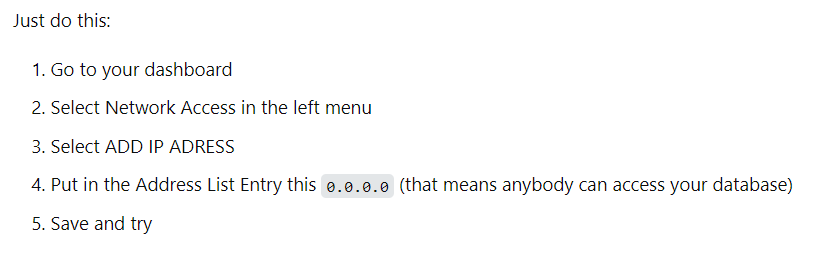 Just do this:
1. Go to your dashboard
2. Select Network Access in the left menu
3. Select ADD IP ADRESS
4. Put in the Address List Entry this 0.0.0.0 (that means anybody can access your database)
5. Save and try